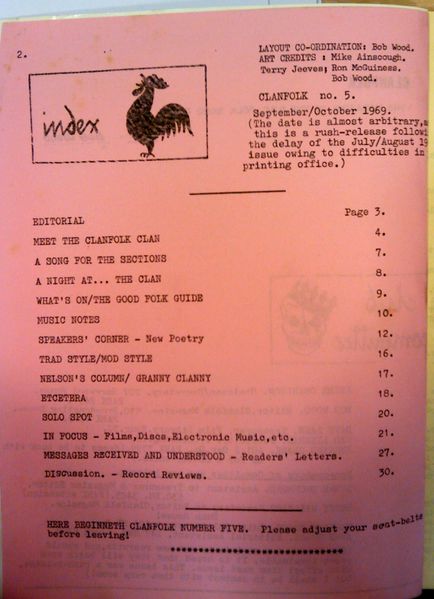 2.
LAYOUT CO-ORDINATION: Bob Wood.
ART CREDITS : Mike Ainscough.
Terry Jeeves; Ron McGuiness.
Bob Wood.
index
CLANFOLK no. 5.
September/October 1969.
(The date is almost arbitrary,
this is a rush-release
the delay of the July/August
issue owing to difficulties in
printing office.)
EDITORIAL Page 3.
MEET THE CLANFOLK CLAN 4.
A SONG FOR THE SECTIONS 7.
A NIGHT AT... THE CLAN 8.
WHAT'S ON/THE GOOD FOLK GUIDE 9.
MUSIC NOTES 10.
SPEAKERS' CORNER - New Poetry 12.
TRAD STYLE/MOD STYLE 16.
NELSON'S COLUMN/ GRANNY CLANNY 17.
ETCETERA 18.
SOLO SPOT 20.
IN FOCUS - Films,Discs,Electronic Music,etc. 21.
MESSAGES RECEIVED AND UNDERSTOOD - Readers' Letters. 27.
DISCUSSION. - Record Reviews. 30.
HERE BEGINNETH CLANFOLK NUMBER FIVE. Please adjust your seat-belts
before leaving!
************************